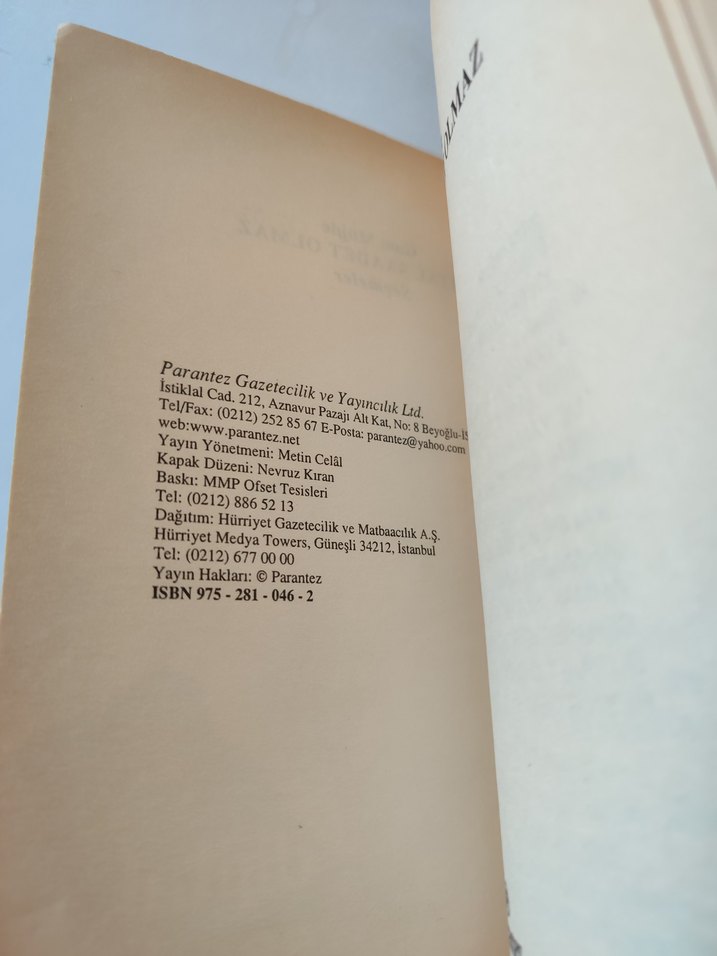 Parantez Gazetecilik ve Yayıncılık Ltd.
İstiklal Cad. 212, Aznavur Pazajı Alt Kat, No: 8 Beyoğlu-İS
Tel/Fax: (0212) 252 85 67 E-Posta: parantez@yahoo.com
web:www.parantez.net
Yayın Yönetmeni: Metin Celâl
Kapak Düzeni: Nevruz Kıran
Baskı: MMP Ofset Tesisleri
Tel: (0212) 886 52 13
Dağıtım: Hürriyet Gazetecilik ve Matbaacılık A.Ş.
Hürriyet Medya Towers, Güneşli 34212, İstanbul
Tel: (0212) 677 00 00
Yayın Hakları: © Parantez
ISBN 975 - 281 - 046 - 2
OLMAZ